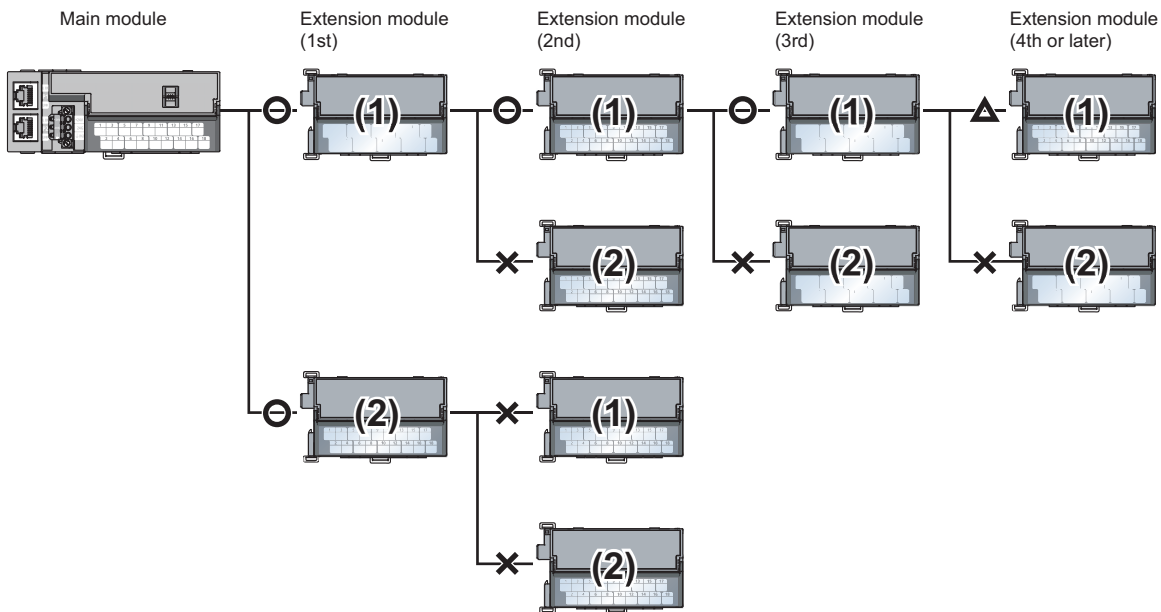 Main module
Extension module
(1st)
Extension module
(2nd)
Extension module
(3rd)
Extension module
(4th or later)
(1)
(1)
(1)
(1)
(2)
(2)
(2)
(2)
(1)
(2)